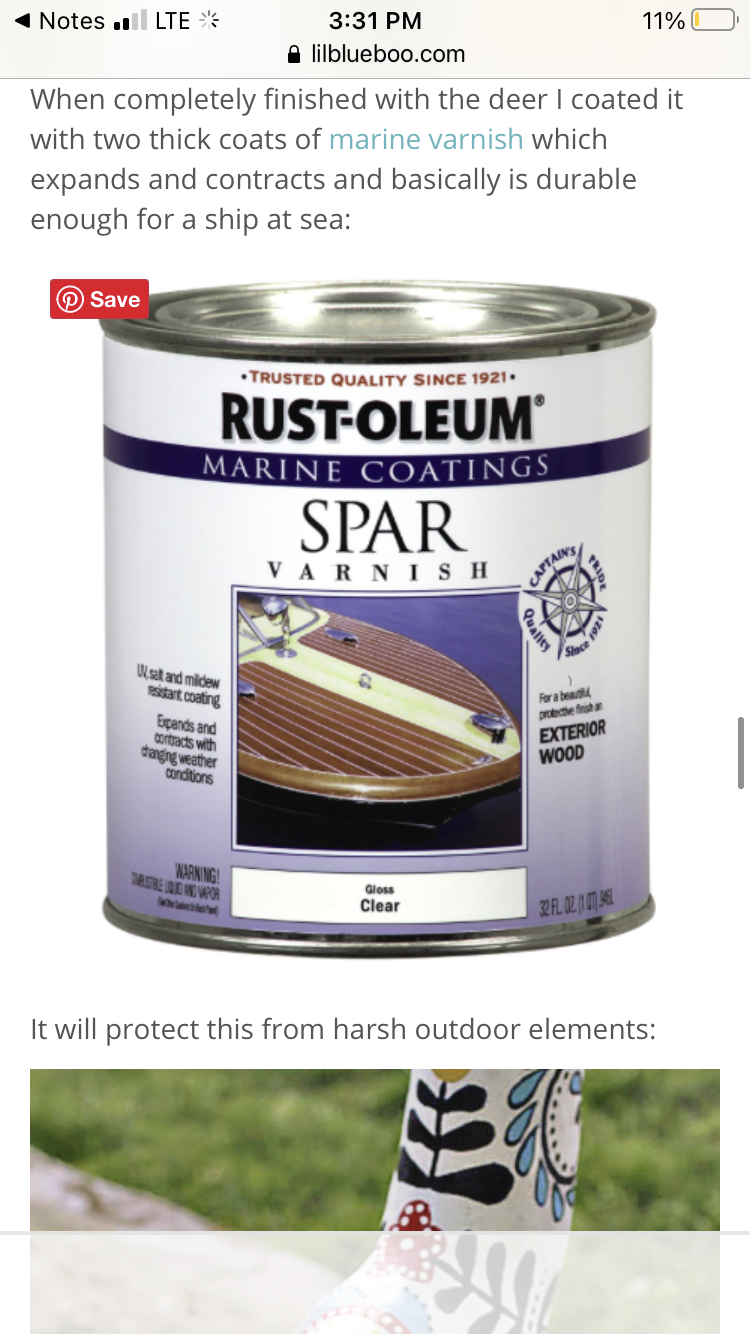 Notes LTE 3:31 PM 11%
lilblueboo.com
When completely finished with the deer I coated it
with two thick coats of marine varnish which
expands and contracts and basically is durable
enough for a ship at sea:
Save
•TRUSTED QUALITY SINCE 1921•
RUST-OLEUM®
MARINE COATINGS
SPAR
VARNISH
CAPTAIN'S PRIDE
Quality Since 1921
UV, salt and mildew
resistant coating
Expands and
contracts with
changing weather
conditions
For a beautiful,
protective finish on
EXTERIOR
WOOD
WARNING!
COMBUSTIBLE LIQUID AND VAPOR
Gloss
Clear
32 FL. OZ. (1 QT) .946L
It will protect this from harsh outdoor elements: